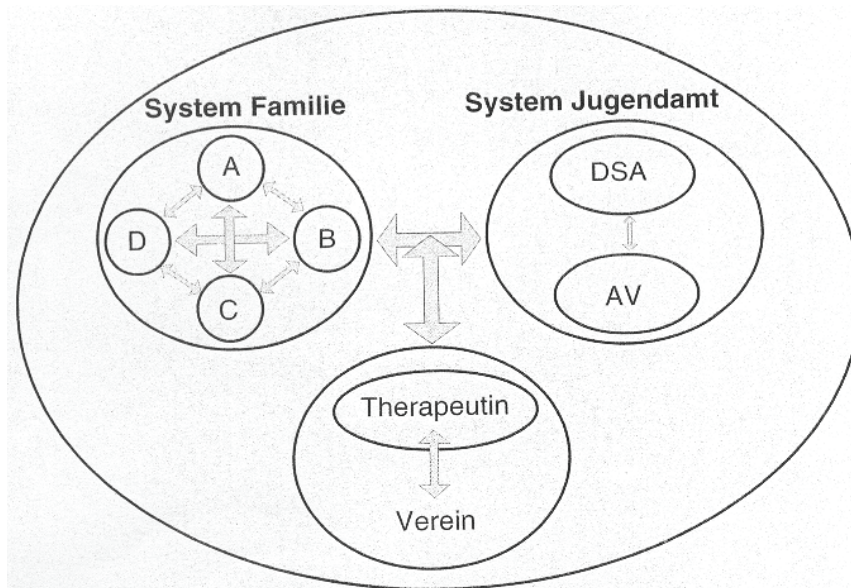 System Familie
System Jugendamt
A
D
B
C
DSA
AV
Therapeutin
Verein